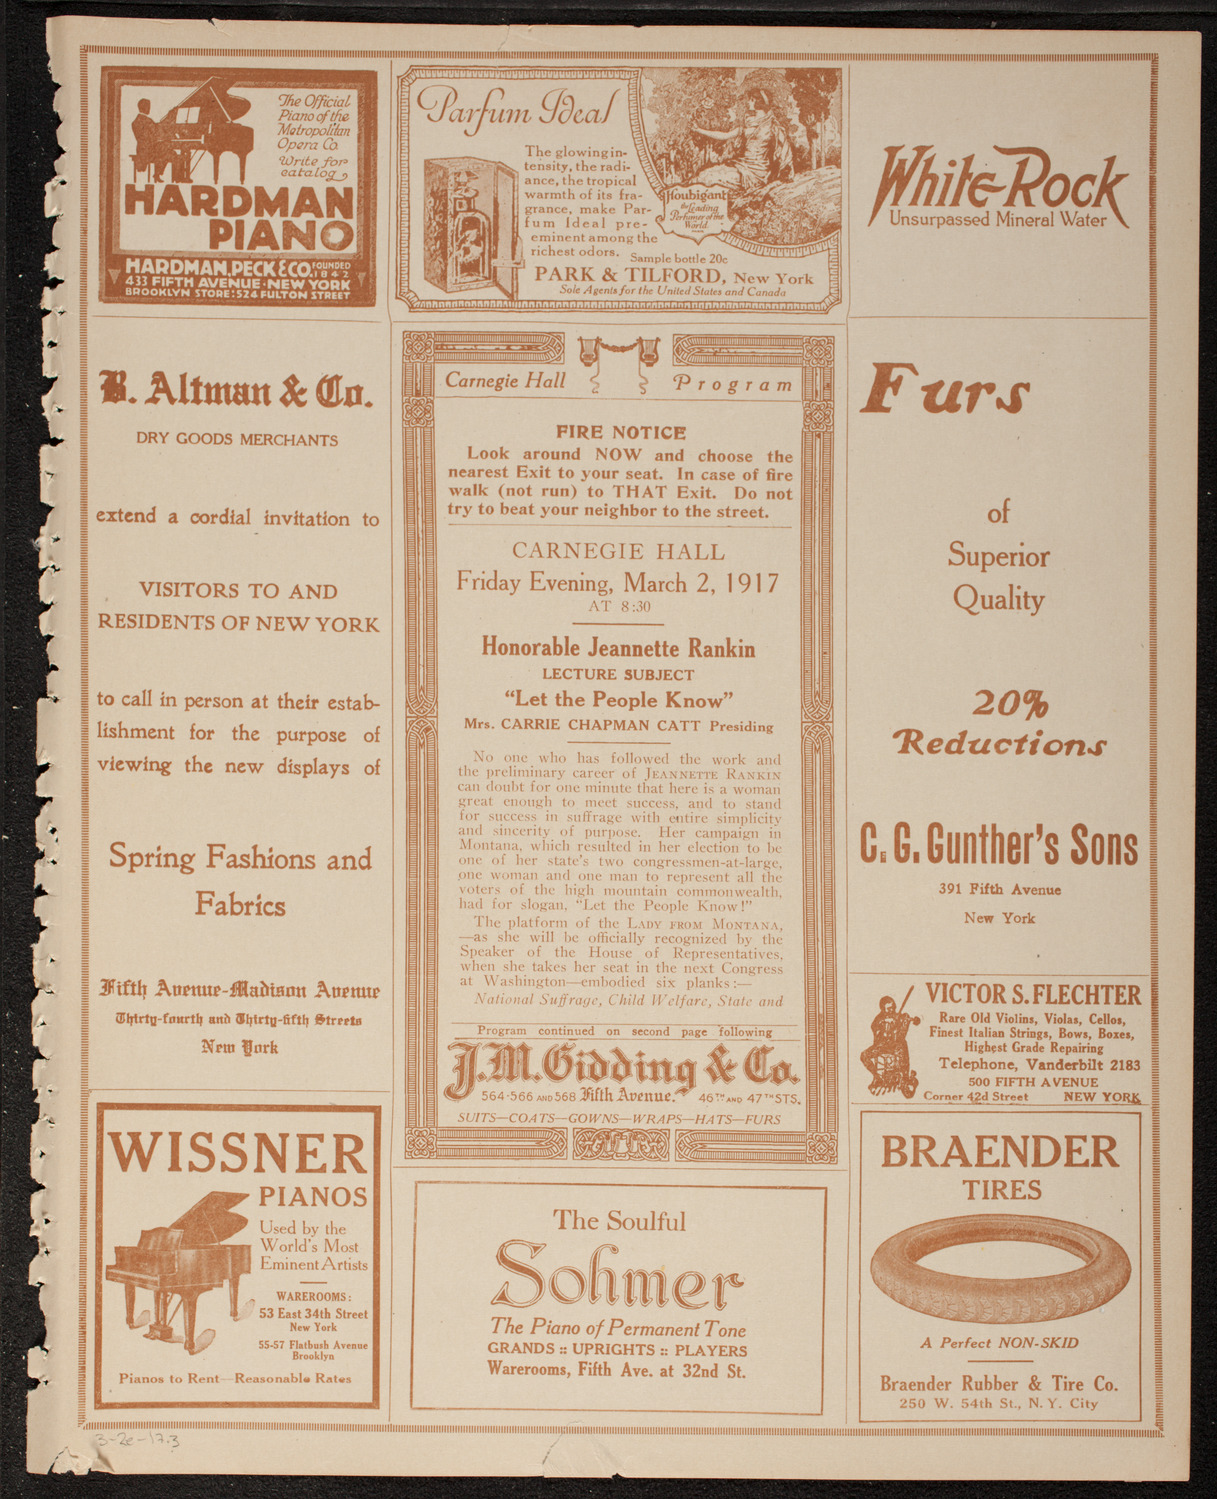 The Official
Piano of the
Metropolitan
Opera Co.
Write for
catalog
HARDMAN
PIANO
HARDMAN, PECK & CO. FOUNDED 1842
433 FIFTH AVENUE · NEW YORK
BROOKLYN STORE: 524 FULTON STREET
Parfum Ideal
The glowing in-
tensity, the radi-
ance, the tropical
warmth of its fra-
grance, make Par-
fum Ideal pre-
eminent among the
richest odors.
Houbigant
the Leading
Perfumer of the
World.
Sample bottle 20c
PARK & TILFORD, New York
Sole Agents for the United States and Canada
White Rock
Unsurpassed Mineral Water
B. Altman & Co.
DRY GOODS MERCHANTS
extend a cordial invitation to
VISITORS TO AND
RESIDENTS OF NEW YORK
to call in person at their estab-
lishment for the purpose of
viewing the new displays of
Spring Fashions and
Fabrics
Fifth Avenue-Madison Avenue
Thirty-fourth and Thirty-fifth Streets
New York
Carnegie Hall Program
FIRE NOTICE
Look around NOW and choose the
nearest Exit to your seat. In case of fire
walk (not run) to THAT Exit. Do not
try to beat your neighbor to the street.
CARNEGIE HALL
Friday Evening, March 2, 1917
AT 8:30
Honorable Jeannette Rankin
LECTURE SUBJECT
"Let the People Know"
Mrs. CARRIE CHAPMAN CATT Presiding
No one who has followed the work and
the preliminary career of JEANNETTE RANKIN
can doubt for one minute that here is a woman
great enough to meet success, and to stand
for success in suffrage with entire simplicity
and sincerity of purpose. Her campaign in
Montana, which resulted in her election to be
one of her state's two congressmen-at-large,
one woman and one man to represent all the
voters of the high mountain commonwealth,
had for slogan, "Let the People Know!"
The platform of the LADY FROM MONTANA,
—as she will be officially recognized by the
Speaker of the House of Representatives,
when she takes her seat in the next Congress
at Washington—embodied six planks:—
National Suffrage, Child Welfare, State and
Program continued on second page following
J. M. Gidding & Co.
564-566 AND 568 Fifth Avenue. 46TH AND 47TH STS.
SUITS—COATS—GOWNS—WRAPS—HATS—FURS
Furs
of
Superior
Quality
20%
Reductions
C. G. Gunther's Sons
391 Fifth Avenue
New York
VICTOR S. FLECHTER
Rare Old Violins, Violas, Cellos,
Finest Italian Strings, Bows, Boxes,
Highest Grade Repairing
Telephone, Vanderbilt 2183
500 FIFTH AVENUE
Corner 42d Street NEW YORK
WISSNER
PIANOS
Used by the
World's Most
Eminent Artists
WAREROOMS:
53 East 34th Street
New York
55-57 Flatbush Avenue
Brooklyn
Pianos to Rent—Reasonable Rates
The Soulful
Sohmer
The Piano of Permanent Tone
GRANDS :: UPRIGHTS :: PLAYERS
Warerooms, Fifth Ave. at 32nd St.
BRAENDER
TIRES
A Perfect NON-SKID
Braender Rubber & Tire Co.
250 W. 54th St., N. Y. City
3-2e-17.3